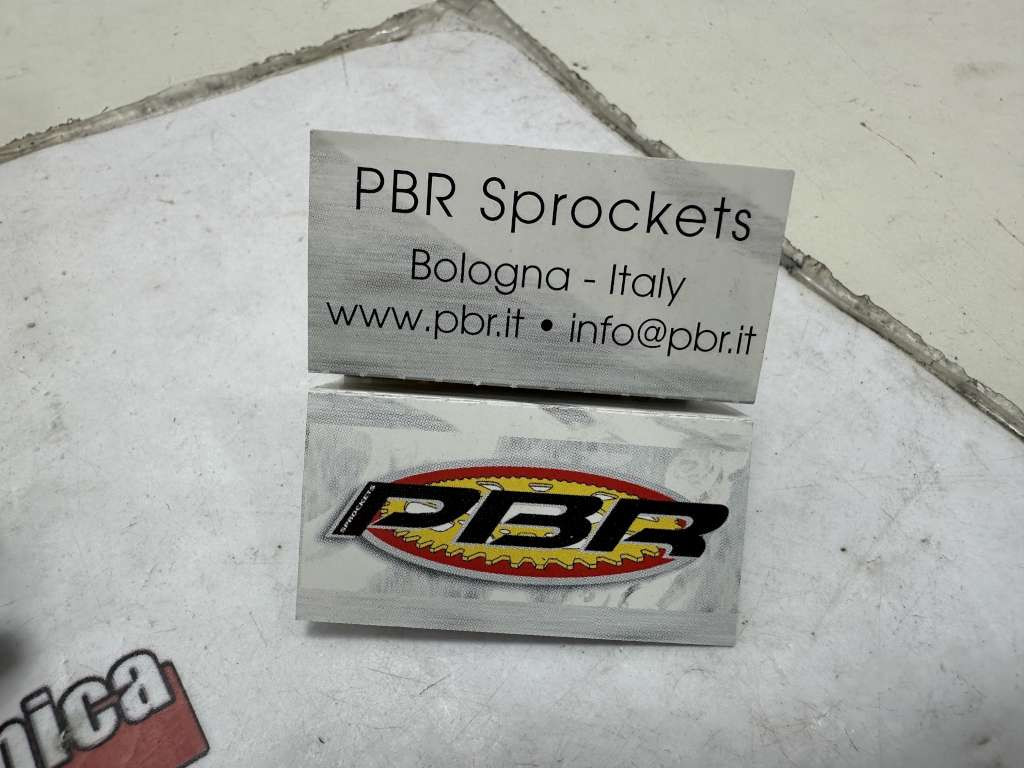 PBR Sprockets
Bologna - Italy
www.pbr.it • info@pbr.it
SPROCKETS
PBR
nica